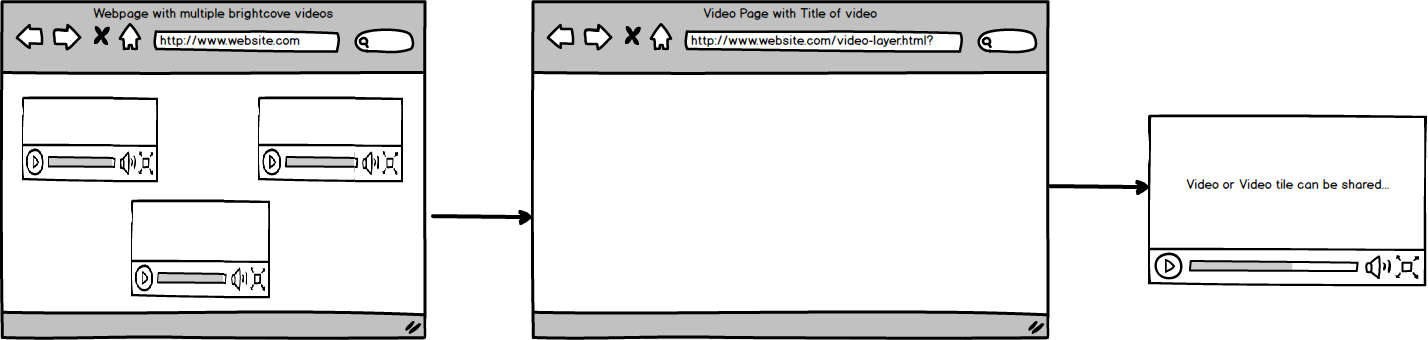 Webpage with multiple brightcove videos
http://www.website.com
Video Page with Title of video
http://www.website.com/video-layer.html?
Video or Video tile can be shared...